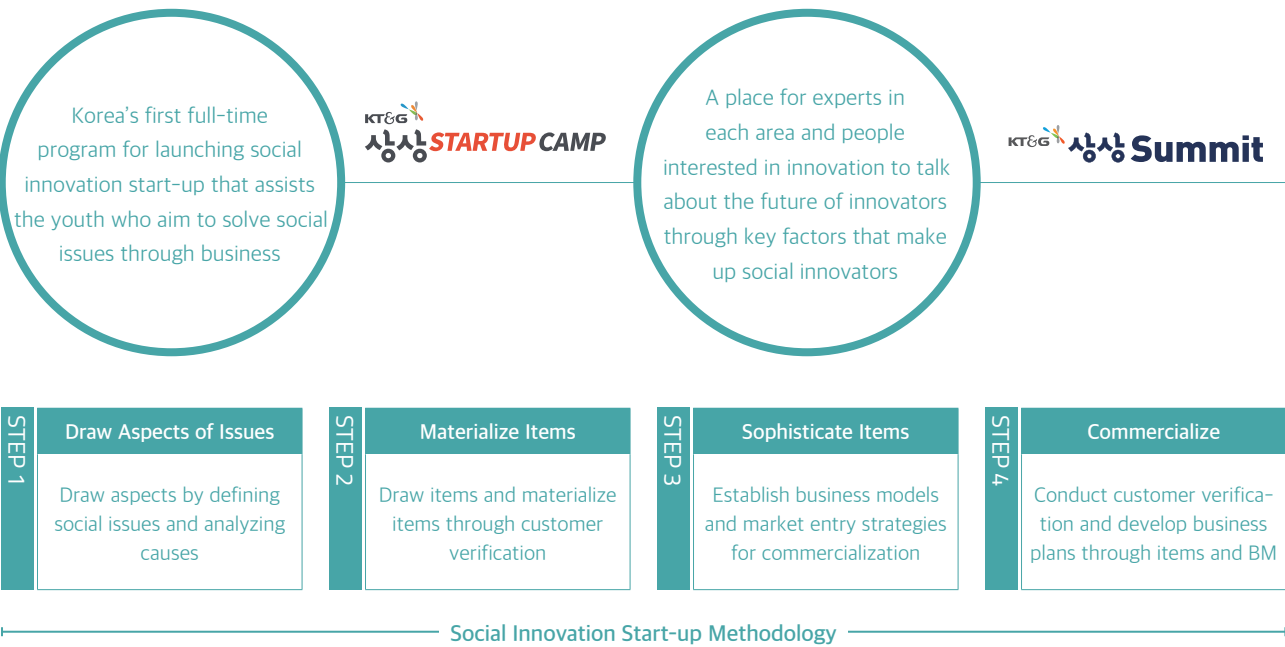 Korea's first full-time
program for launching social
innovation start-up that assists
the youth who aim to solve social
issues through business
KT&G
상상 STARTUP CAMP
A place for experts in
each area and people
interested in innovation to talk
about the future of innovators
through key factors that make
up social innovators
KT&G 상상 Summit
STEP 1
Draw Aspects of Issues
Draw aspects by defining
social issues and analyzing
causes
STEP 2
Materialize Items
Draw items and materialize
items through customer
verification
STEP 3
Sophisticate Items
Establish business models
and market entry strategies
for commercialization
STEP 4
Commercialize
Conduct customer verifica-
tion and develop business
plans through items and BM
Social Innovation Start-up Methodology